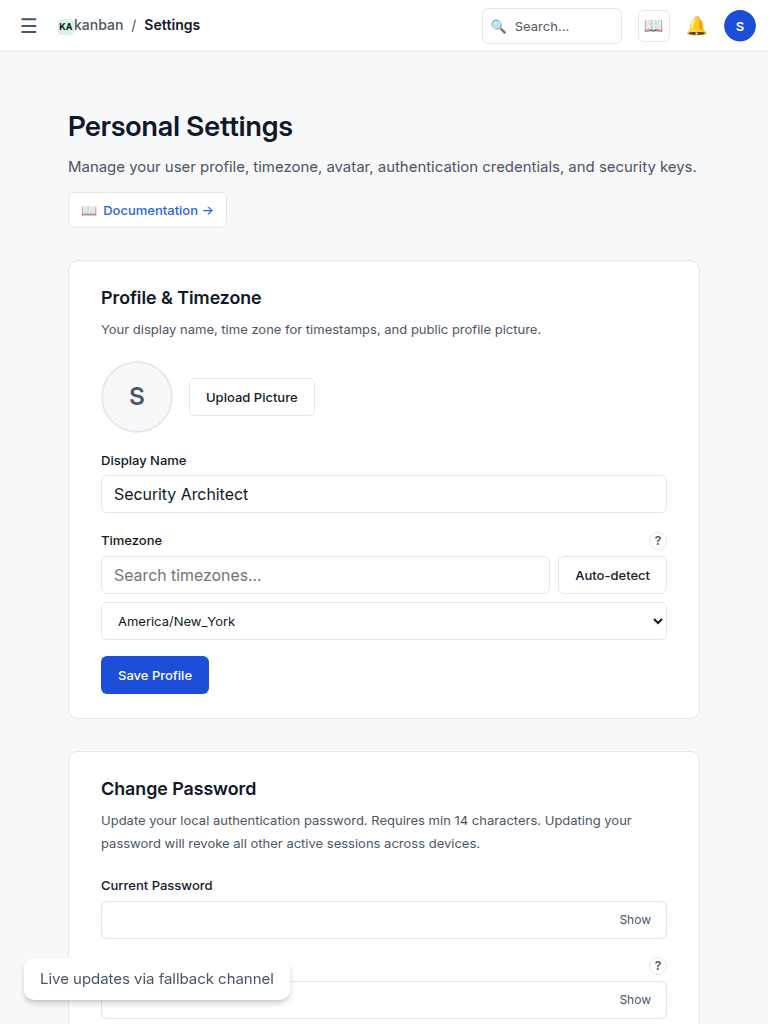 ☰ KA kanban / Settings 🔍 Search... 📖 🔔 S
Personal Settings
Manage your user profile, timezone, avatar, authentication credentials, and security keys.
📖 Documentation →
Profile & Timezone
Your display name, time zone for timestamps, and public profile picture.
S Upload Picture
Display Name
Security Architect
Timezone ?
Search timezones... Auto-detect
America/New_York
Save Profile
Change Password
Update your local authentication password. Requires min 14 characters. Updating your
password will revoke all other active sessions across devices.
Current Password
Show
?
Live updates via fallback channel
Show